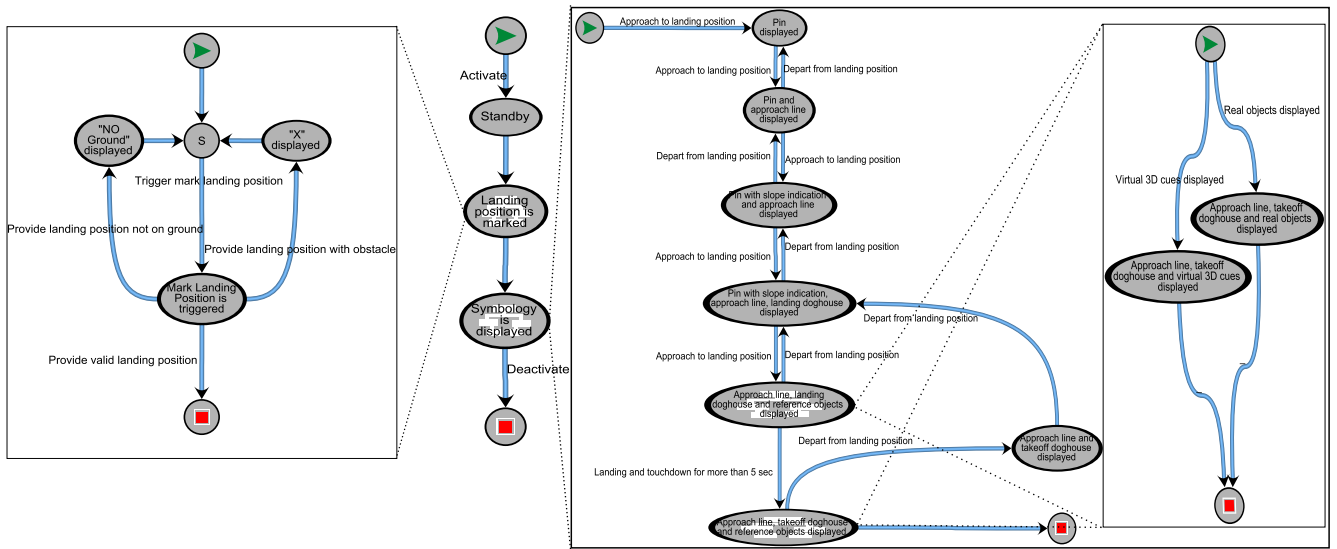 "NO
Ground"
displayed
S
"X"
displayed
Trigger mark landing position
Provide landing position not on ground
Provide landing position with obstacle
Mark Landing
Position is
triggered
Provide valid landing position
Activate
Standby
Landing
position is
marked
Symbology
is
displayed
Deactivate
Approach to landing position
Pin
displayed
Approach to landing position
Depart from landing position
Pin and
approach line
displayed
Depart from landing position
Approach to landing position
Pin with slope indication
and approach line
displayed
Depart from landing position
Approach to landing position
Pin with slope indication,
approach line, landing doghouse
displayed
Depart from landing position
Approach to landing position
Depart from landing position
Approach line, landing
doghouse and reference objects
displayed
Depart from landing position
Approach line and
takeoff doghouse
displayed
Landing and touchdown for more than 5 sec
Approach line, takeoff doghouse
and reference objects displayed
Real objects displayed
Virtual 3D cues displayed
Approach line, takeoff
doghouse and real objects
displayed
Approach line, takeoff
doghouse and virtual 3D cues
displayed